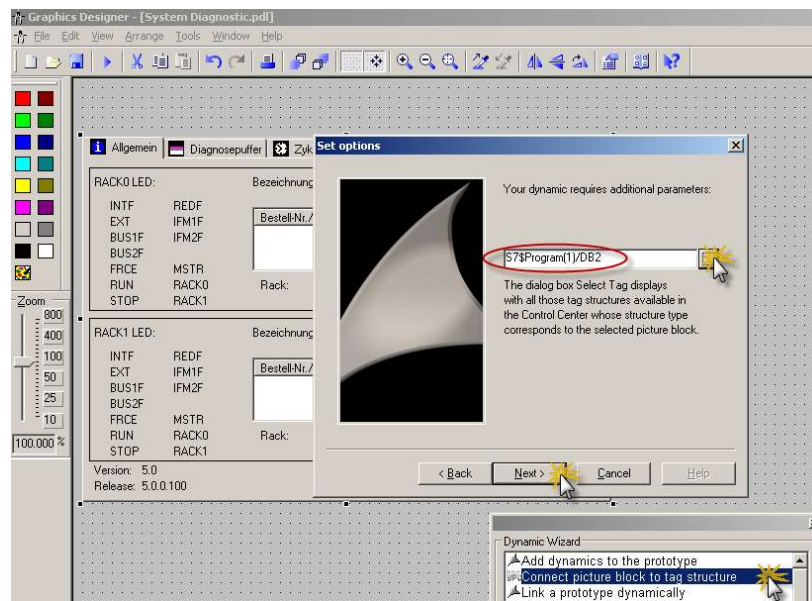 Graphics Designer - [System Diagnostic.pdl]
File Edit View Arrange Tools Window Help
Allgemein Diagnosepuffer Zyk
Set options
RACK0 LED: Bezeichnung
INTF REDF
EXT IFM1F Bestell-Nr./
BUS1F IFM2F
BUS2F
FRCE MSTR
RUN RACK0 Rack:
STOP RACK1
Your dynamic requires additional parameters:
S7$Program(1)/DB2
The dialog box Select Tag displays
with all those tag structures available in
the Control Center whose structure type
corresponds to the selected picture block.
Zoom
800
400
100
50
25
10
100.000 %
RACK1 LED: Bezeichnung
INTF REDF
EXT IFM1F Bestell-Nr./
BUS1F IFM2F
BUS2F
FRCE MSTR
RUN RACK0 Rack:
STOP RACK1
Version: 5.0
Release: 5.0.0.100
< Back Next > Cancel Help
Dynamic Wizard
Add dynamics to the prototype
Connect picture block to tag structure
Link a prototype dynamically